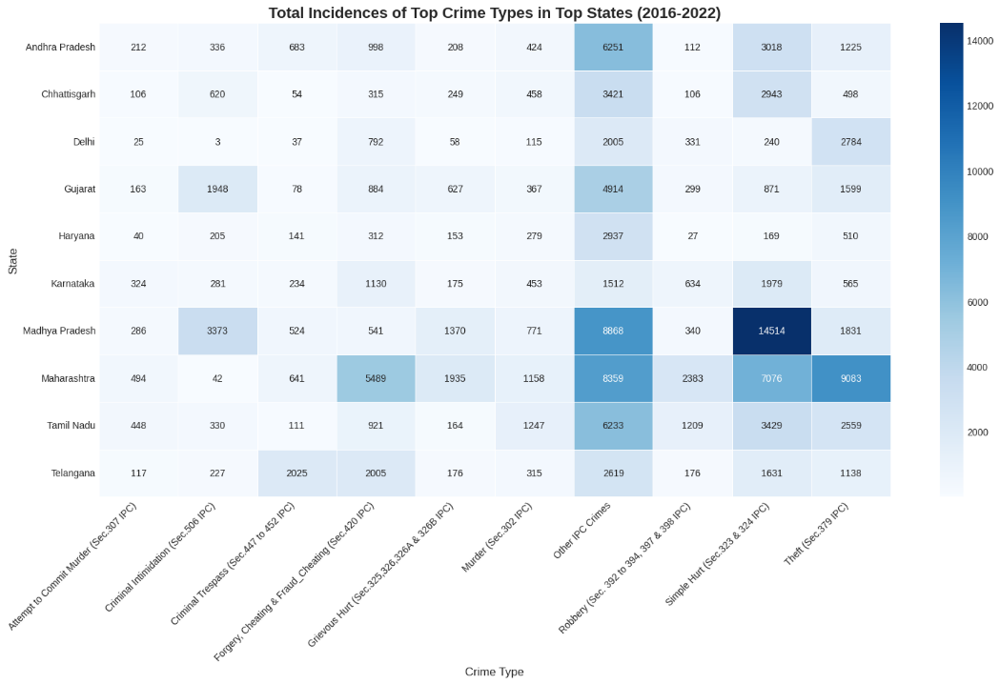 Total Incidences of Top Crime Types in Top States (2016-2022)
State
Andhra Pradesh 212 336 683 998 208 424 6251 112 3018 1225
Chhattisgarh 106 620 54 315 249 458 3421 106 2943 498
Delhi 25 3 37 792 58 115 2005 331 240 2784
Gujarat 163 1948 78 884 627 367 4914 299 871 1599
Haryana 40 205 141 312 153 279 2937 27 169 510
Karnataka 324 281 234 1130 175 453 1512 634 1979 565
Madhya Pradesh 286 3373 524 541 1370 771 8868 340 14514 1831
Maharashtra 494 42 641 5489 1935 1158 8359 2383 7076 9083
Tamil Nadu 448 330 111 921 164 1247 6233 1209 3429 2559
Telangana 117 227 2025 2005 176 315 2619 176 1631 1138
Attempt to Commit Murder (Sec.307 IPC)
Criminal Intimidation (Sec.506 IPC)
Criminal Trespass (Sec.447 to 452 IPC)
Forgery, Cheating & Fraud_Cheating (Sec.420 IPC)
Grievous Hurt (Sec.325,326,326A & 326B IPC)
Murder (Sec.302 IPC)
Other IPC Crimes
Robbery (Sec. 392 to 394, 397 & 398 IPC)
Simple Hurt (Sec.323 & 324 IPC)
Theft (Sec.379 IPC)
Crime Type
14000
12000
10000
8000
6000
4000
2000